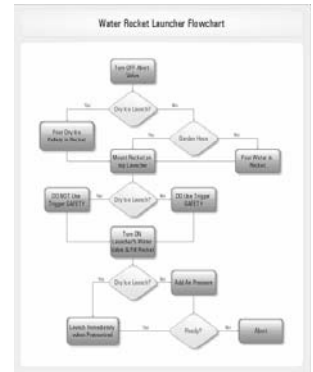 Water Rocket Launcher Flowchart
Turn OFF Abort
Valve
Yes
Dry Ice Launch?
No
Pour Dry Ice
Pellets in Rocket
Yes
Garden Hose
No
Mount Rocket on
top Launcher
Pour Water in
Rocket
Yes
Dry Ice Launch?
No
DO NOT Use
Trigger SAFETY
DO Use Trigger
SAFETY
Turn ON
Launcher's Water
Valve & Fill Rocket
Dry Ice Launch?
No
Add Air Pressure
Yes
Launch Immediately
when Pressurized
Yes
Ready?
No
Abort